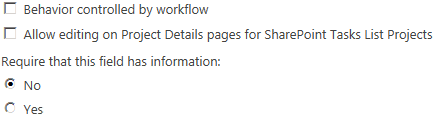 Behavior controlled by workflow
Allow editing on Project Details pages for SharePoint Tasks List Projects
Require that this field has information:
No
Yes